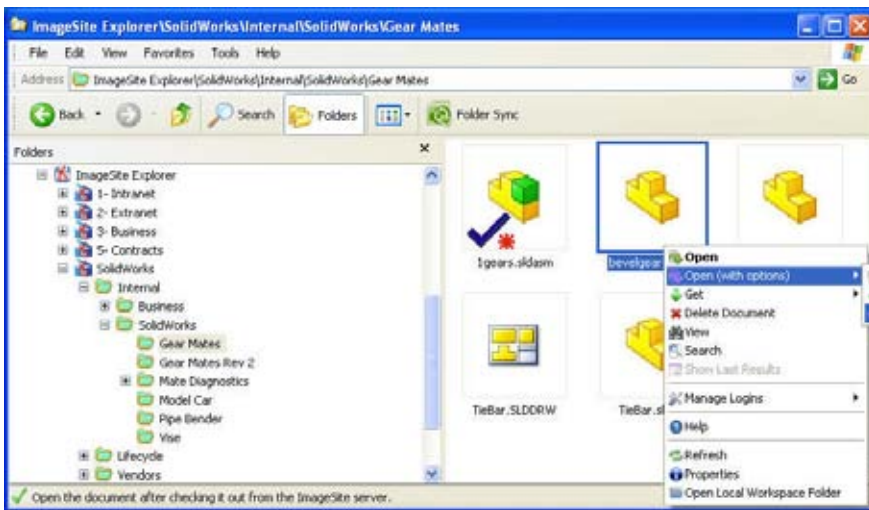 ImageSite Explorer\SolidWorks\Internal\SolidWorks\Gear Mates
File Edit View Favorites Tools Help
Address ImageSite Explorer\SolidWorks\Internal\SolidWorks\Gear Mates Go
Back Search Folders Folder Sync
Folders
ImageSite Explorer
1- Intranet
2- Extranet
3- Business
5- Contracts
SolidWorks
Internal
Business
SolidWorks
Gear Mates
Gear Mates Rev 2
Mate Diagnostics
Model Car
Pipe Bender
Vise
Lifecycle
Vendors
1gears.sldasm
bevelgear
TieBar.SLDDRW
TieBar.sl
Open
Open (with options)
Get
Delete Document
View
Search
Show Last Results
Manage Logins
Help
Refresh
Properties
Open Local Workspace Folder
Open the document after checking it out from the ImageSite server.